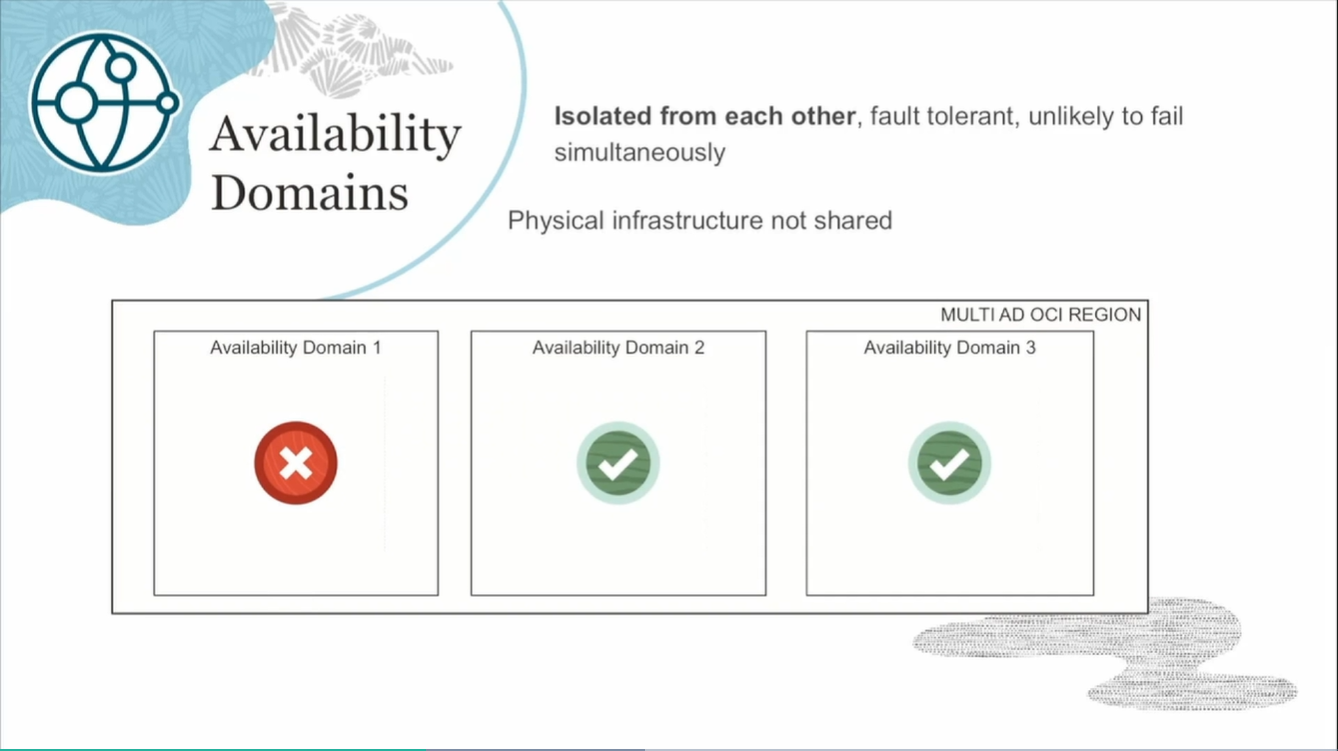 Availability
Domains
Isolated from each other, fault tolerant, unlikely to fail
simultaneously
Physical infrastructure not shared
MULTI AD OCI REGION
Availability Domain 1
Availability Domain 2
Availability Domain 3